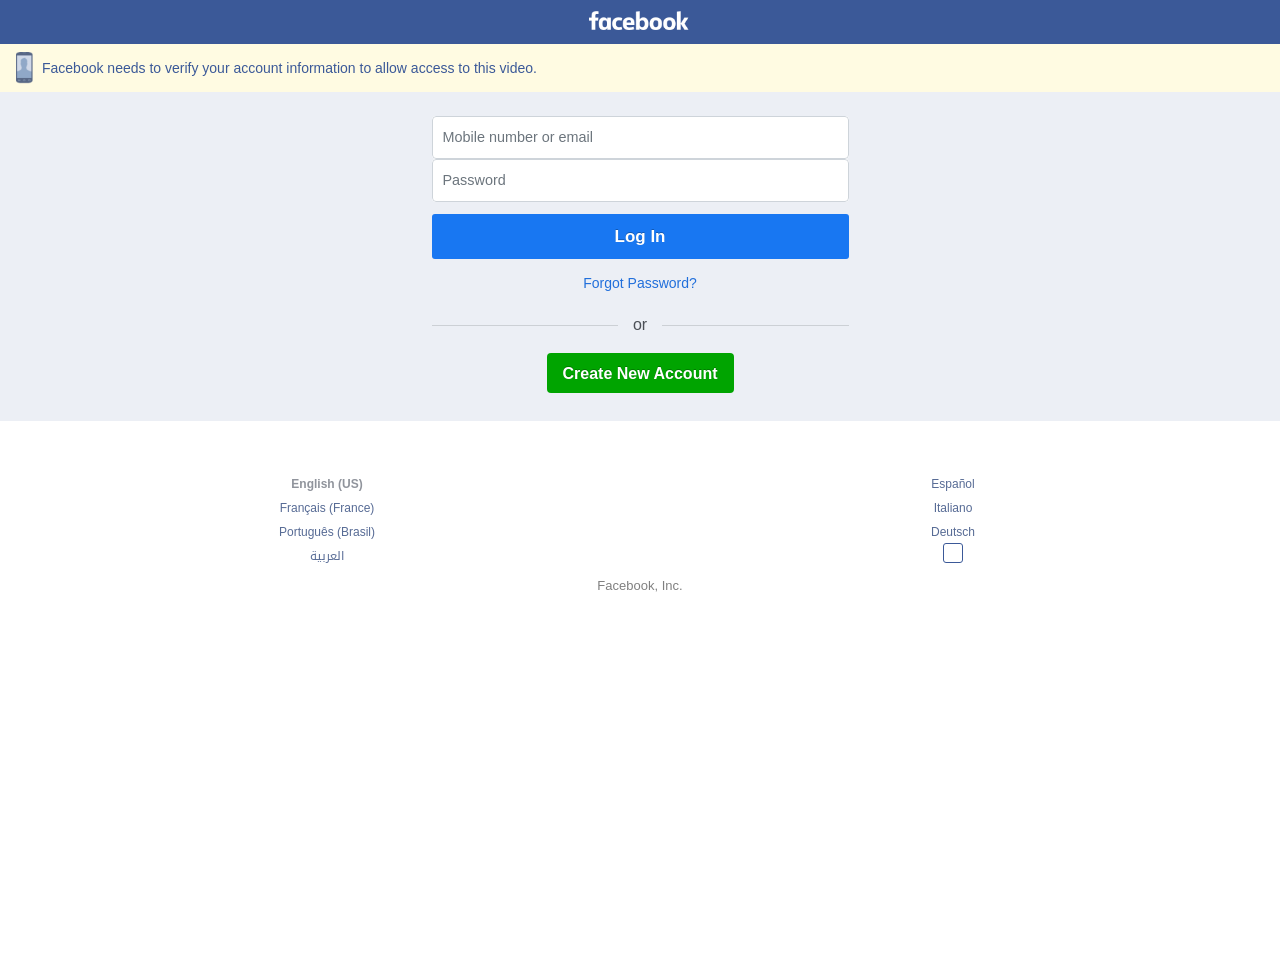 facebook
Facebook needs to verify your account information to allow access to this video.
Mobile number or email
Password
Log In
Forgot Password?
or
Create New Account
English (US)
Español
Français (France)
Italiano
Português (Brasil)
Deutsch
العربية
Facebook, Inc.